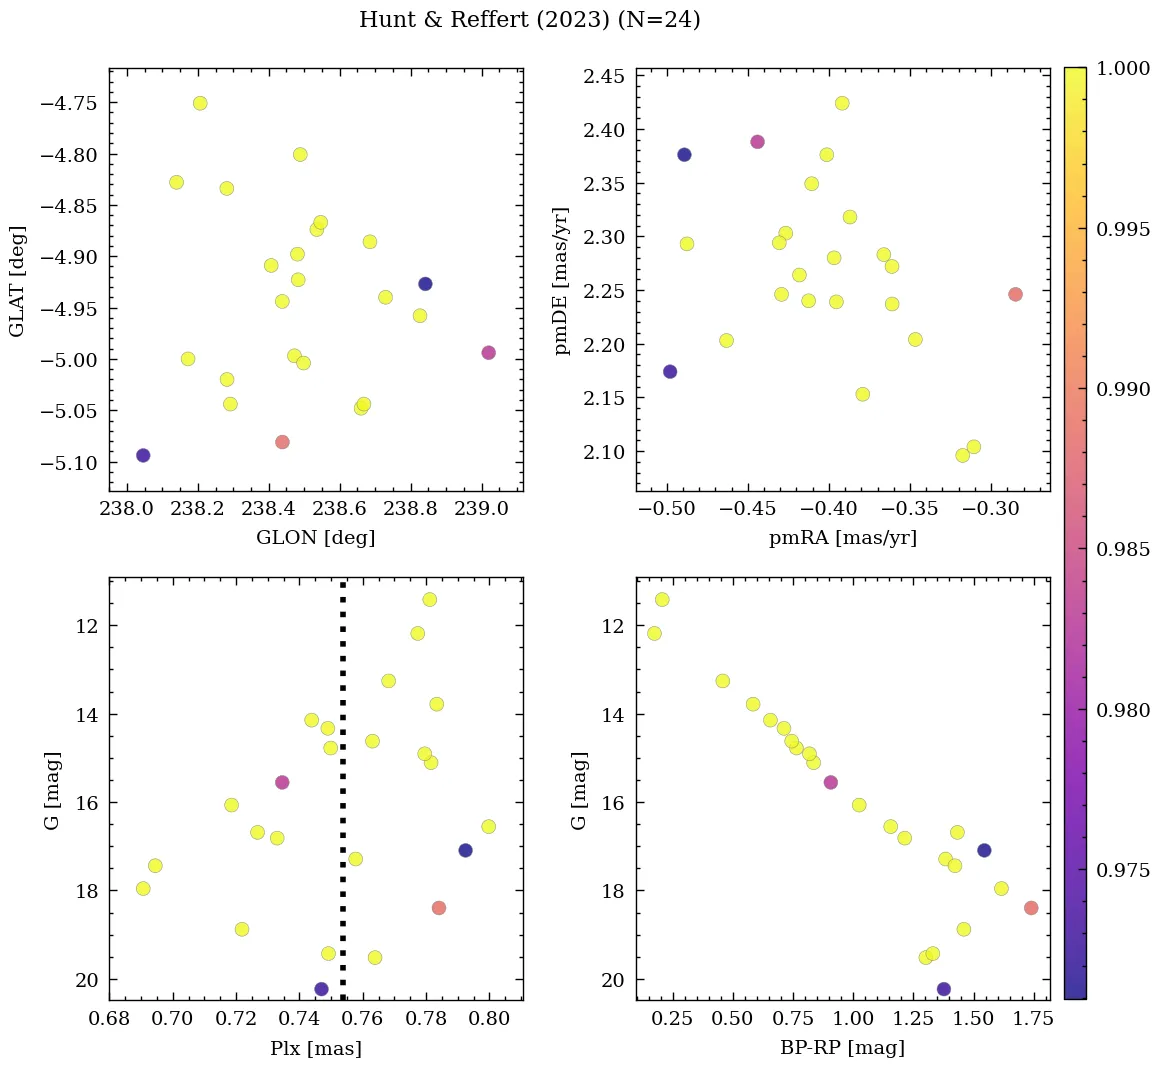 Hunt & Reffert (2023) (N=24)
−4.75
−4.80
−4.85
−4.90
−4.95
−5.00
−5.05
−5.10
GLAT [deg]
238.0 238.2 238.4 238.6 238.8 239.0
GLON [deg]
2.45
2.40
2.35
2.30
2.25
2.20
2.15
2.10
pmDE [mas/yr]
−0.50 −0.45 −0.40 −0.35 −0.30
pmRA [mas/yr]
12
14
16
18
20
G [mag]
0.68 0.70 0.72 0.74 0.76 0.78 0.80
Plx [mas]
12
14
16
18
20
G [mag]
0.25 0.50 0.75 1.00 1.25 1.50 1.75
BP-RP [mag]
1.000
0.995
0.990
0.985
0.980
0.975